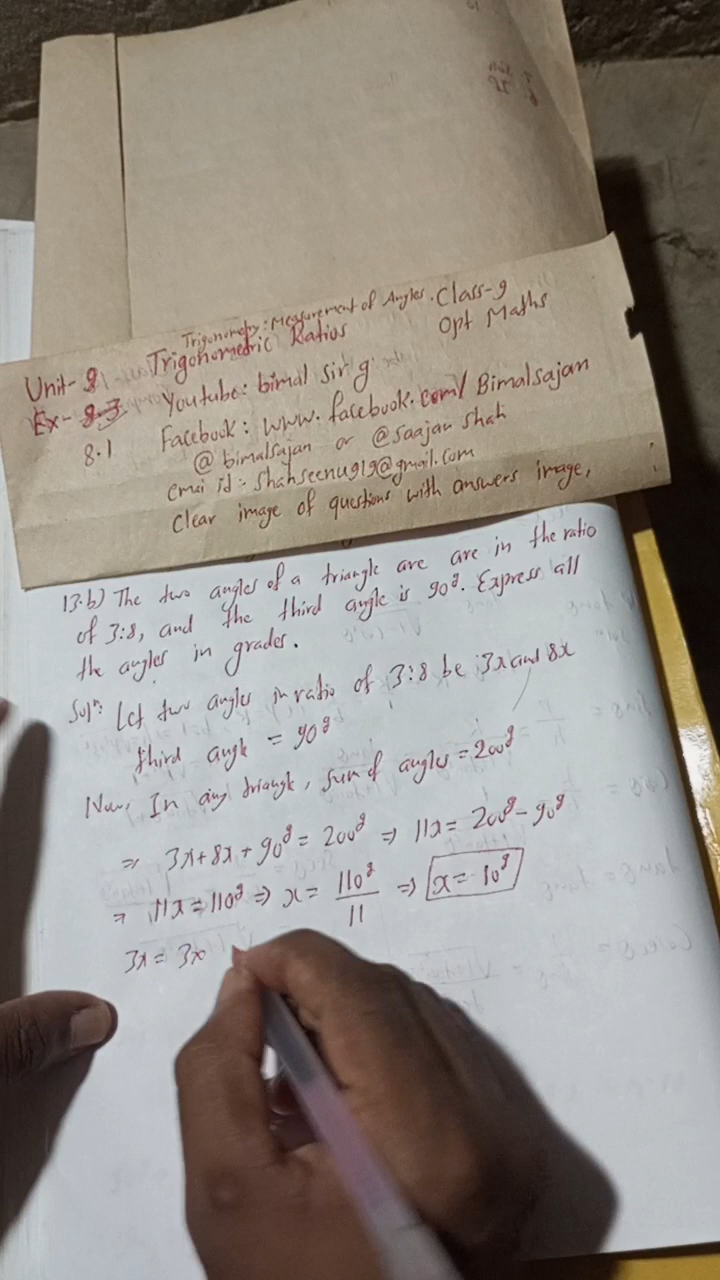 Trigonometry: Measurement of Angles. Class-9
Unit-8 Trigonometric Ratios Opt Maths
Ex-8.3 Youtube: bimal sir g
8.1 Facebook: www.facebook.com/Bimalsajan
@bimalsajan or @saajan shah
emai id:- shahseenu919@gmail.com
Clear image of questions with answers image,
13.b) The two angles of a triangle are are in the ratio
of 3:8, and the third angle is 90g. Express all
the angles in grades.
Solⁿ: Let two angles in ratio of 3:8 be 3x and 8x
third angle = 90g
Now, In any triangle, sum of angles = 200g
⇒ 3x+8x+90g = 200g ⇒ 11x = 200g-90g
⇒ 11x = 110g ⇒ x = 110g/11 ⇒ x = 10g
3x = 3x